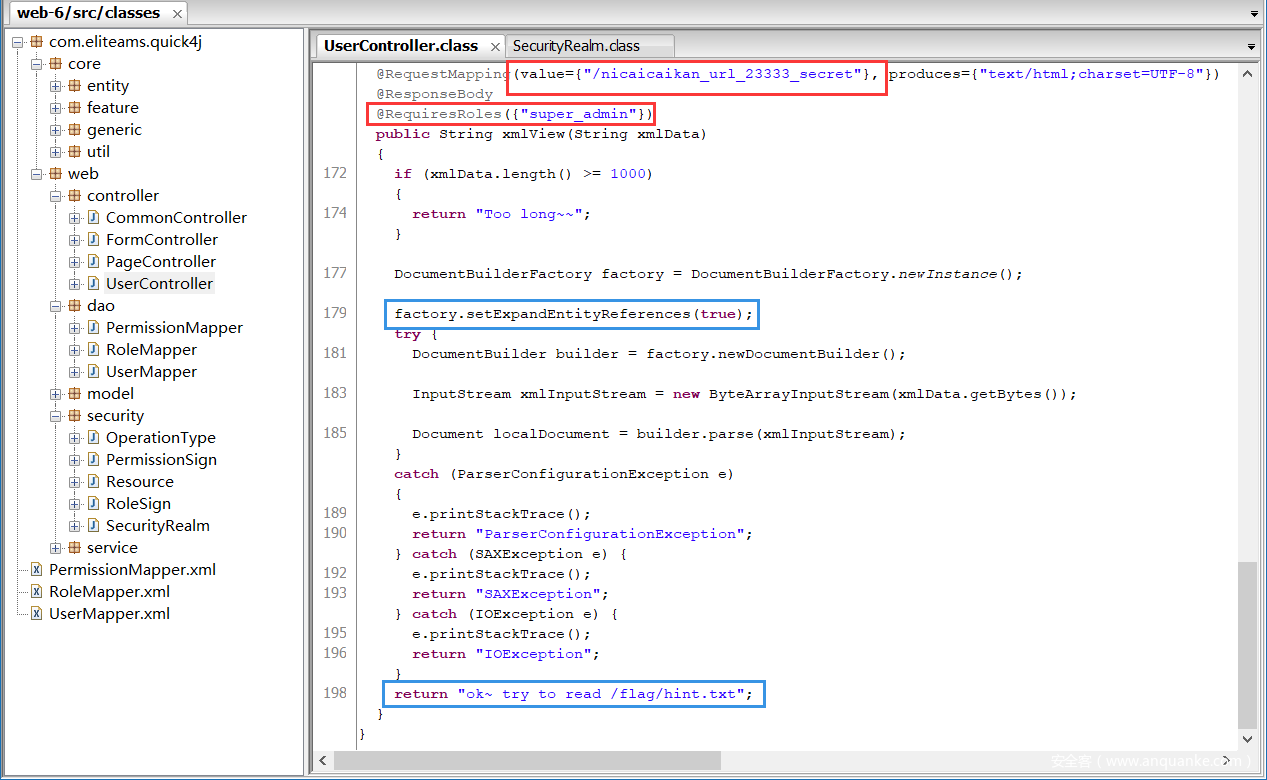 web-6/src/classes ×
com.eliteams.quick4j
core
entity
feature
generic
util
web
controller
CommonController
FormController
PageController
UserController
dao
PermissionMapper
RoleMapper
UserMapper
model
security
OperationType
PermissionSign
Resource
RoleSign
SecurityRealm
service
PermissionMapper.xml
RoleMapper.xml
UserMapper.xml
UserController.class × SecurityRealm.class
@RequestMapping(value={"/nicaicaikan_url_23333_secret"}, produces={"text/html;charset=UTF-8"})
@ResponseBody
@RequiresRoles({"super_admin"})
public String xmlView(String xmlData)
{
172 if (xmlData.length() >= 1000)
{
174 return "Too long~~";
}
177 DocumentBuilderFactory factory = DocumentBuilderFactory.newInstance();
179 factory.setExpandEntityReferences(true);
try {
181 DocumentBuilder builder = factory.newDocumentBuilder();
183 InputStream xmlInputStream = new ByteArrayInputStream(xmlData.getBytes());
185 Document localDocument = builder.parse(xmlInputStream);
}
catch (ParserConfigurationException e)
{
189 e.printStackTrace();
190 return "ParserConfigurationException";
} catch (SAXException e) {
192 e.printStackTrace();
193 return "SAXException";
} catch (IOException e) {
195 e.printStackTrace();
196 return "IOException";
}
198 return "ok~ try to read /flag/hint.txt";
}
}
安全客 ( www.anquanke.com )